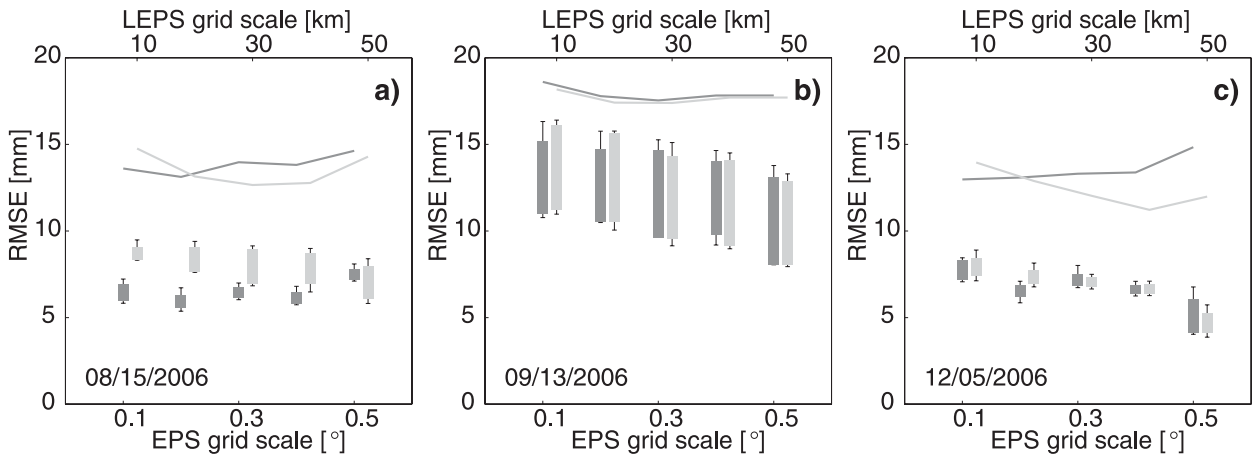 LEPS grid scale [km]
10 30 50
20
15
10
5
0
RMSE [mm]
a)
08/15/2006
0.1 0.3 0.5
EPS grid scale [°]
LEPS grid scale [km]
10 30 50
20
15
10
5
0
RMSE [mm]
b)
09/13/2006
0.1 0.3 0.5
EPS grid scale [°]
LEPS grid scale [km]
10 30 50
20
15
10
5
0
RMSE [mm]
c)
12/05/2006
0.1 0.3 0.5
EPS grid scale [°]